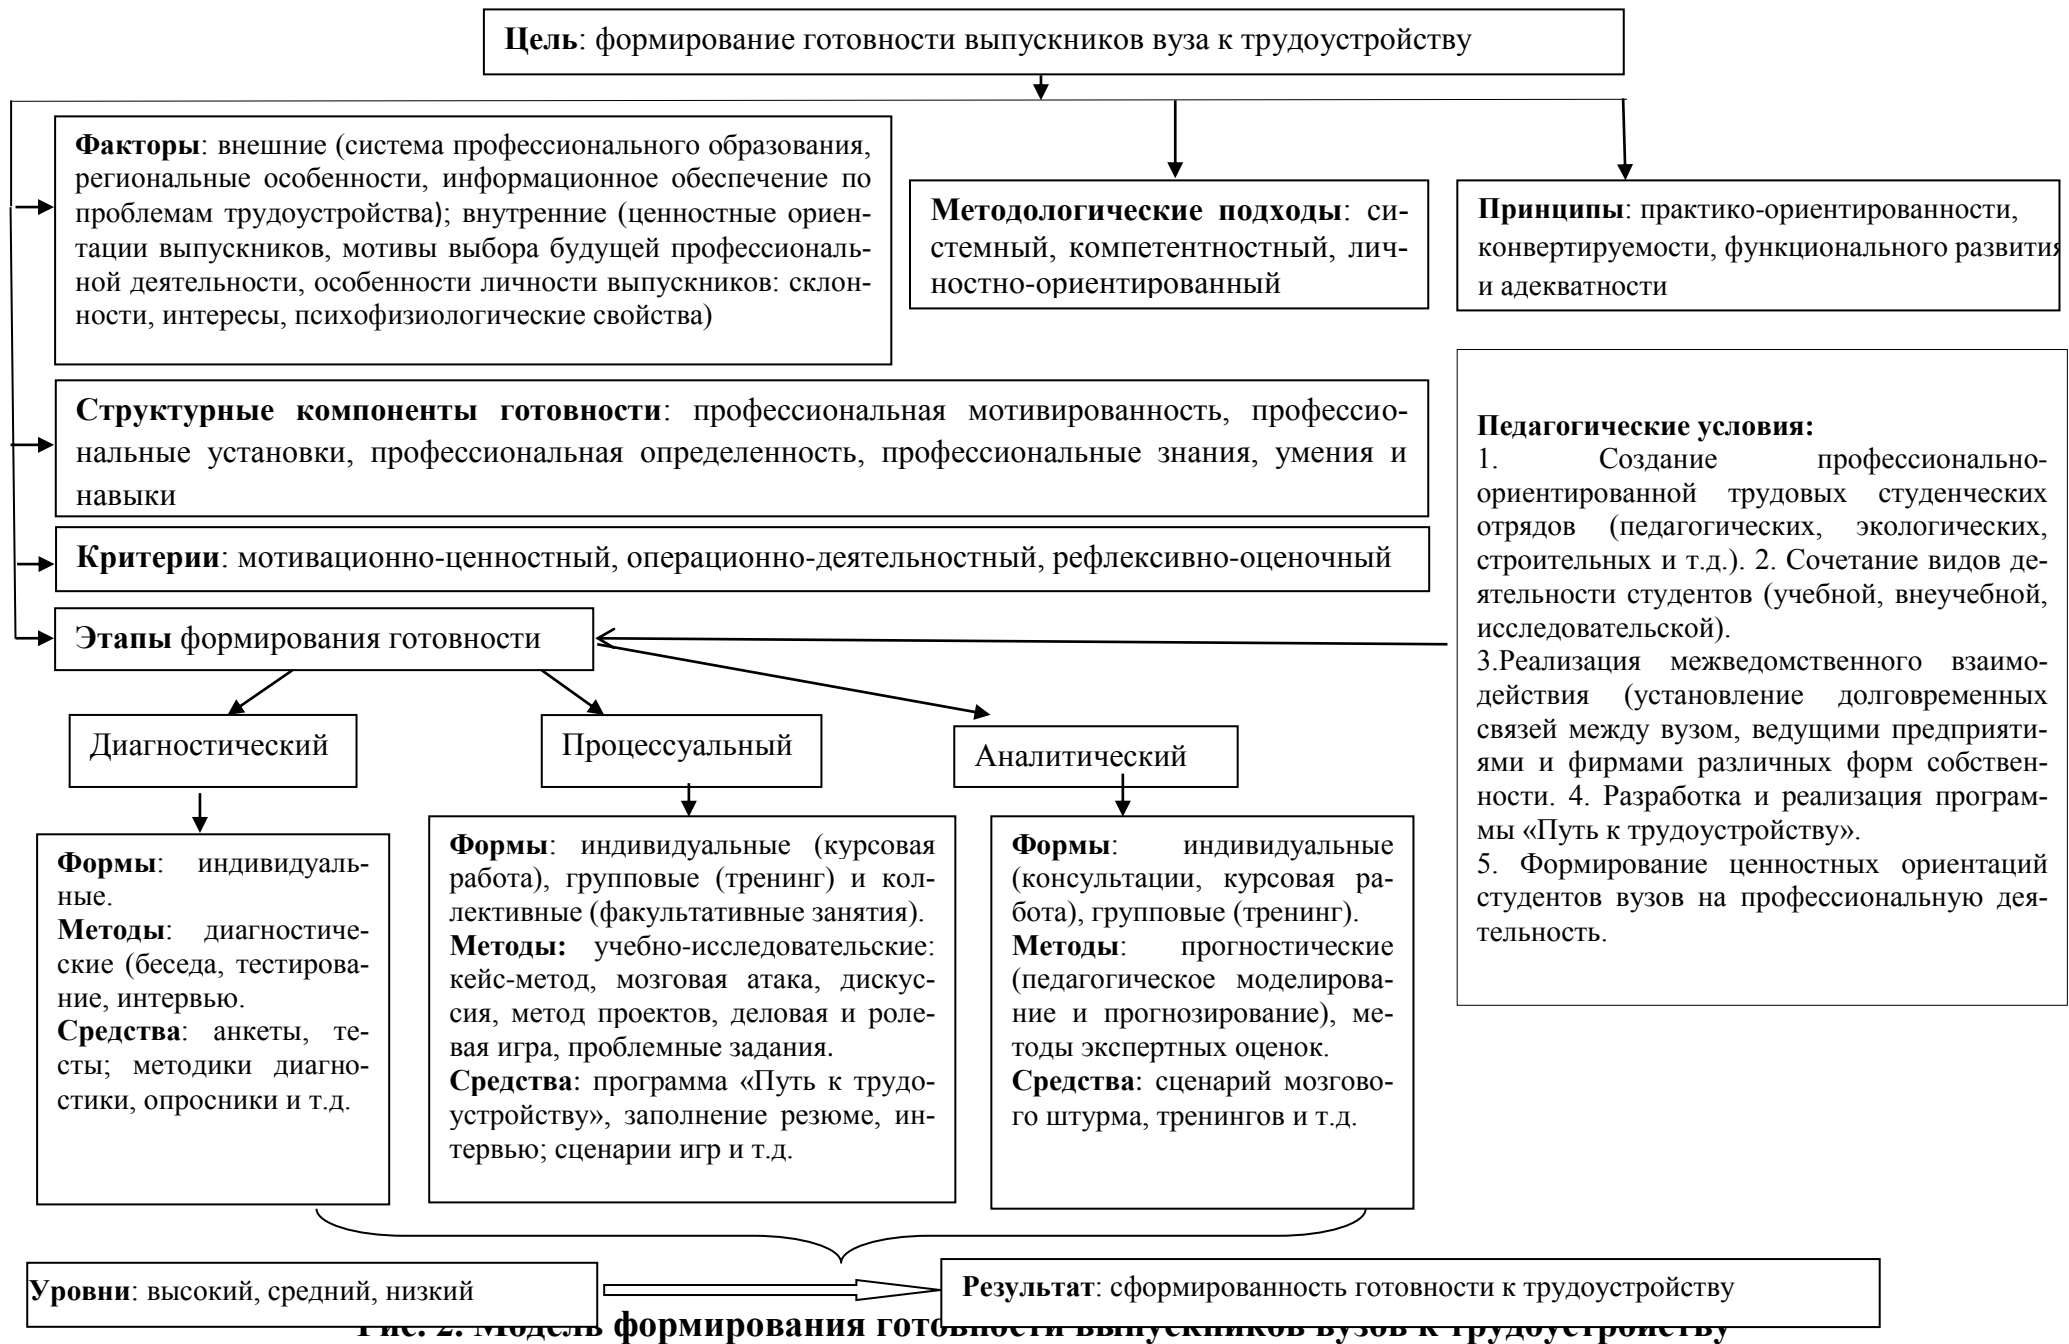 Цель: формирование готовности выпускников вуза к трудоустройству
Факторы: внешние (система профессионального образования,
региональные особенности, информационное обеспечение по
проблемам трудоустройства); внутренние (ценностные ориен-
тации выпускников, мотивы выбора будущей профессиональ-
ной деятельности, особенности личности выпускников: склон-
ности, интересы, психофизиологические свойства)
Методологические подходы: си-
стемный, компетентностный, лич-
ностно-ориентированный
Принципы: практико-ориентированности,
конвертируемости, функционального развития
и адекватности
Структурные компоненты готовности: профессиональная мотивированность, профессио-
нальные установки, профессиональная определенность, профессиональные знания, умения и
навыки
Критерии: мотивационно-ценностный, операционно-деятельностный, рефлексивно-оценочный
Этапы формирования готовности
Педагогические условия:
1. Создание профессионально-
ориентированной трудовых студенческих
отрядов (педагогических, экологических,
строительных и т.д.). 2. Сочетание видов де-
ятельности студентов (учебной, внеучебной,
исследовательской).
3.Реализация межведомственного взаимо-
действия (установление долговременных
связей между вузом, ведущими предприяти-
ями и фирмами различных форм собствен-
ности. 4. Разработка и реализация програм-
мы «Путь к трудоустройству».
5. Формирование ценностных ориентаций
студентов вузов на профессиональную дея-
тельность.
Диагностический
Процессуальный
Аналитический
Формы: индивидуаль-
ные.
Методы: диагностиче-
ские (беседа, тестирова-
ние, интервью.
Средства: анкеты, те-
сты; методики диагно-
стики, опросники и т.д.
Формы: индивидуальные (курсовая
работа), групповые (тренинг) и кол-
лективные (факультативные занятия).
Методы: учебно-исследовательские:
кейс-метод, мозговая атака, дискус-
сия, метод проектов, деловая и роле-
вая игра, проблемные задания.
Средства: программа «Путь к трудо-
устройству», заполнение резюме, ин-
тервью; сценарии игр и т.д.
Формы: индивидуальные
(консультации, курсовая ра-
бота), групповые (тренинг).
Методы: прогностические
(педагогическое моделирова-
ние и прогнозирование), ме-
тоды экспертных оценок.
Средства: сценарий мозгово-
го штурма, тренингов и т.д.
Уровни: высокий, средний, низкий
Результат: сформированность готовности к трудоустройству
Рис. 2. Модель формирования готовности выпускников вузов к трудоустройству